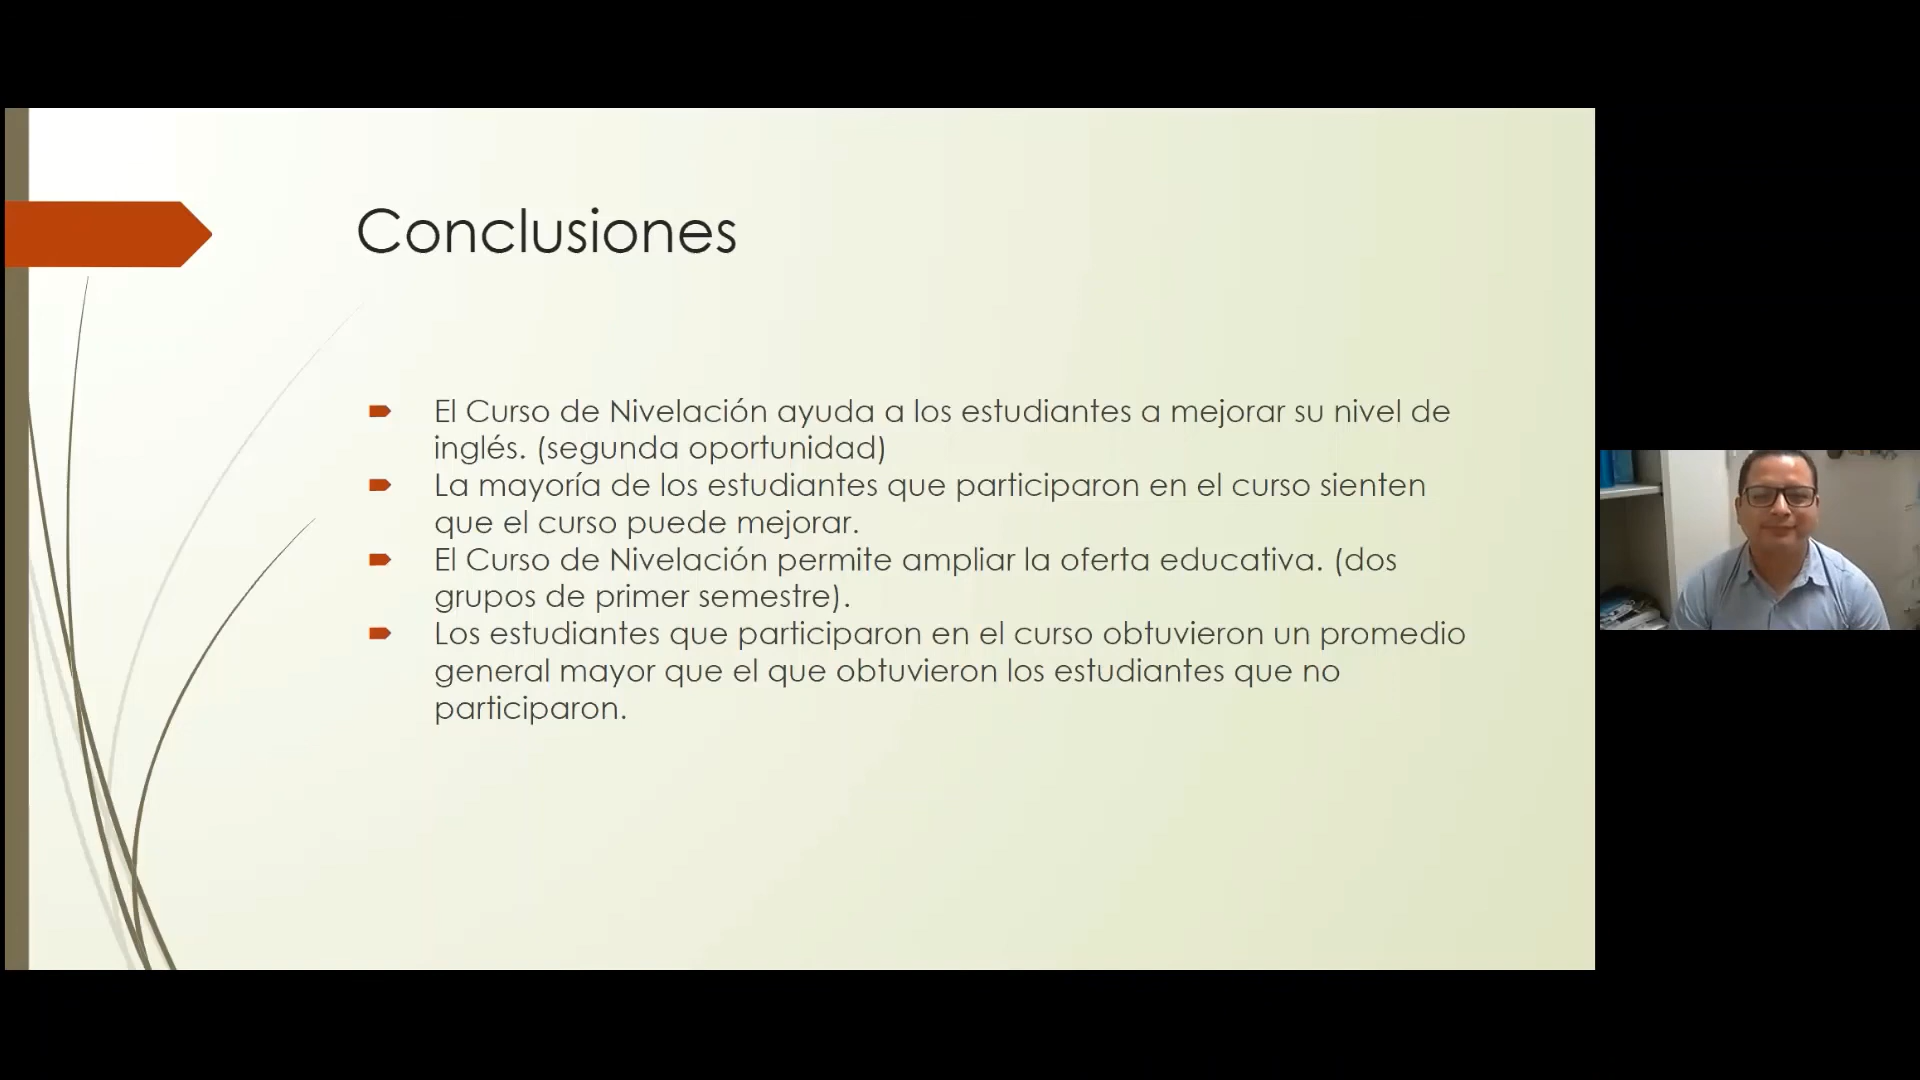 Conclusiones
El Curso de Nivelación ayuda a los estudiantes a mejorar su nivel de
inglés. (segunda oportunidad)
La mayoría de los estudiantes que participaron en el curso sienten
que el curso puede mejorar.
El Curso de Nivelación permite ampliar la oferta educativa. (dos
grupos de primer semestre).
Los estudiantes que participaron en el curso obtuvieron un promedio
general mayor que el que obtuvieron los estudiantes que no
participaron.